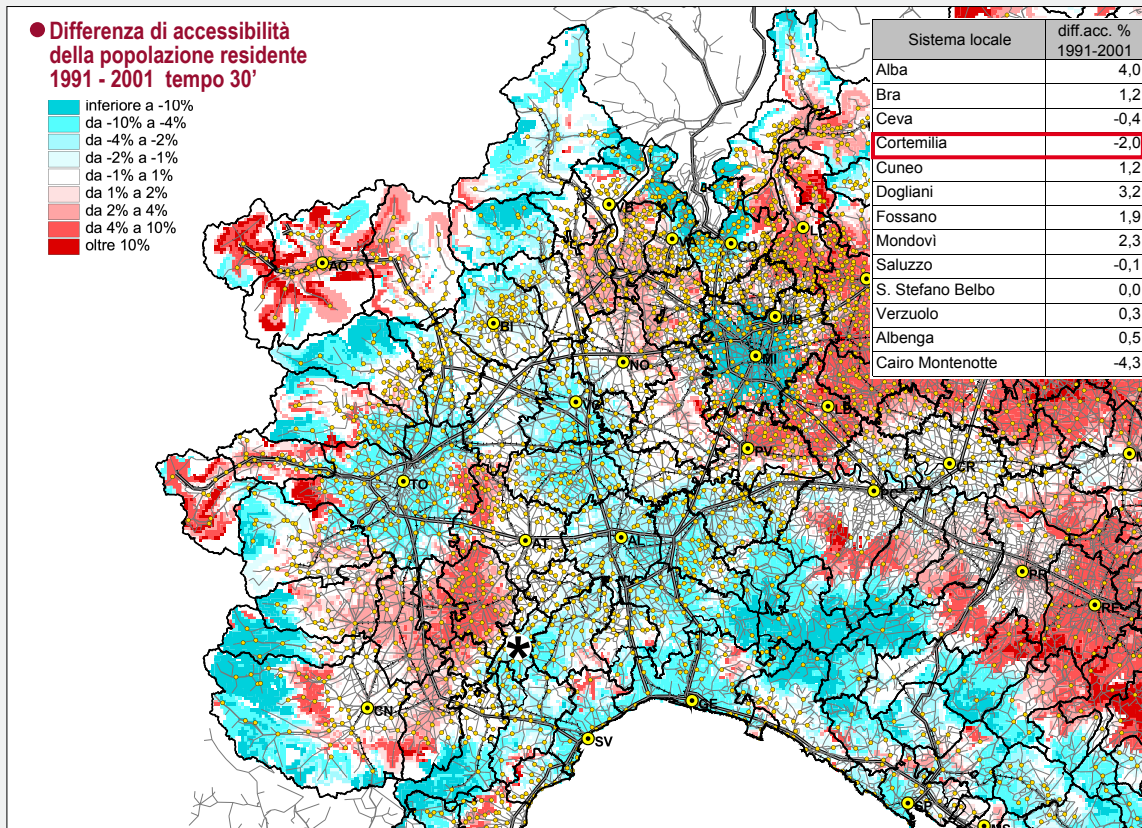 Differenza di accessibilità
della popolazione residente
1991 - 2001 tempo 30'
inferiore a -10%
da -10% a -4%
da -4% a -2%
da -2% a -1%
da -1% a 1%
da 1% a 2%
da 2% a 4%
da 4% a 10%
oltre 10%
Sistema locale diff.acc. %
1991-2001
Alba 4,0
Bra 1,2
Ceva -0,4
Cortemilia -2,0
Cuneo 1,2
Dogliani 3,2
Fossano 1,9
Mondovì 2,3
Saluzzo -0,1
S. Stefano Belbo 0,0
Verzuolo 0,3
Albenga 0,5
Cairo Montenotte -4,3
VB
VA
CO
LC
AO
BI
MB
MI
NO
VC
LO
PV
TO
CR
PC
AT
AL
PR
RE
*
CN
GE
SV
SP
MS